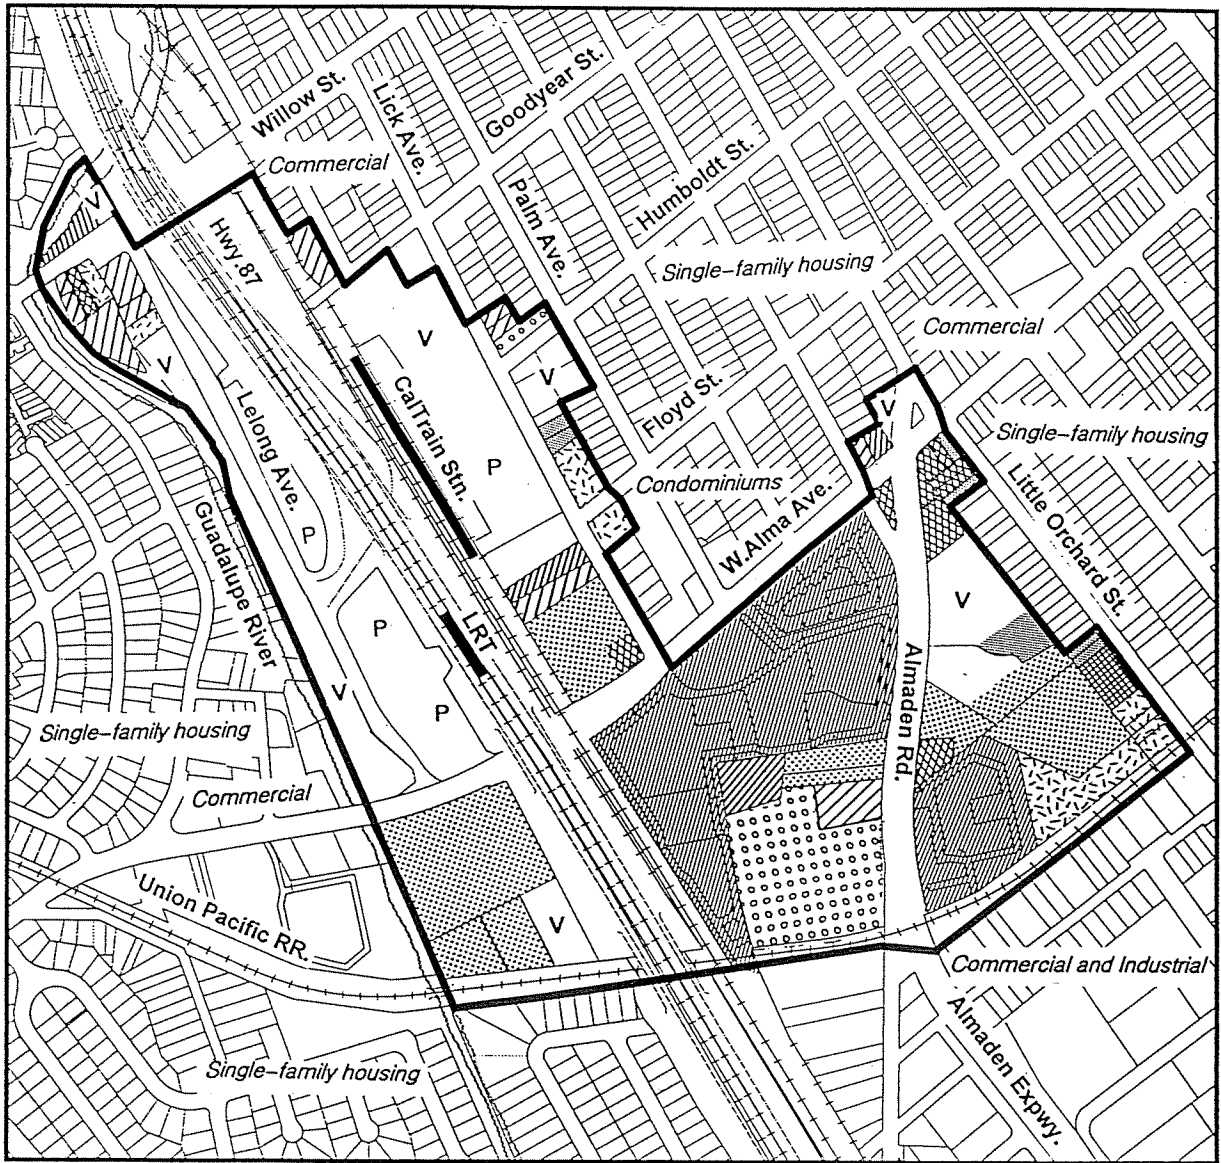 Willow St.
Lick Ave.
Goodyear St.
Commercial
Palm Ave.
Humboldt St.
V
Hwy.87
Single-family housing
Commercial
V
V
V
V
CalTrain Stn.
Lelong Ave.
Floyd St.
Single-family housing
P
Condominiums
Little Orchard St.
W.Alma Ave.
Guadalupe River
P
V
P
LRT
Almaden Rd.
V
P
Single-family housing
Commercial
Union Pacific RR.
V
Commercial and Industrial
Almaden Expwy.
Single-family housing